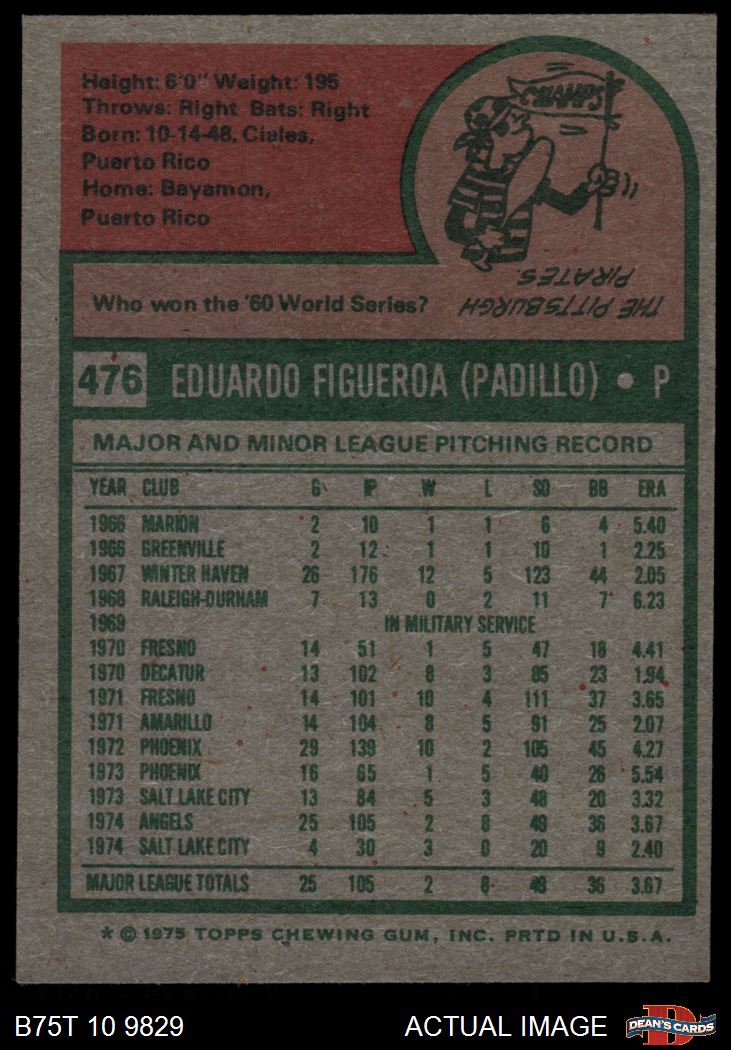 Height: 6'0" Weight: 195
Throws: Right Bats: Right
Born: 10-14-48, Ciales,
Puerto Rico
Home: Bayamon,
Puerto Rico
CHAMPS
Who won the '60 World Series?
THE PITTSBURGH
PIRATES.
476 EDUARDO FIGUEROA (PADILLO) • P
MAJOR AND MINOR LEAGUE PITCHING RECORD
YEAR CLUB G IP W L SO BB ERA
1966 MARION 2 10 1 1 6 4 5.40
1966 GREENVILLE 2 12 1 1 10 1 2.25
1967 WINTER HAVEN 26 176 12 5 123 44 2.05
1968 RALEIGH-DURHAM 7 13 0 2 11 7 6.23
1969 IN MILITARY SERVICE
1970 FRESNO 14 51 1 5 47 18 4.41
1970 DECATUR 13 102 8 3 85 23 1.94
1971 FRESNO 14 101 10 4 111 37 3.65
1971 AMARILLO 14 104 8 5 91 25 2.07
1972 PHOENIX 29 139 10 2 105 45 4.27
1973 PHOENIX 16 65 1 5 40 26 5.54
1973 SALT LAKE CITY 13 84 5 3 48 20 3.32
1974 ANGELS 25 105 2 8 49 36 3.67
1974 SALT LAKE CITY 4 30 3 0 20 9 2.40
MAJOR LEAGUE TOTALS 25 105 2 8 49 36 3.67
* © 1975 TOPPS CHEWING GUM, INC. PRTD IN U.S.A.
B75T 10 9829 ACTUAL IMAGE
D
DEAN'S CARDS